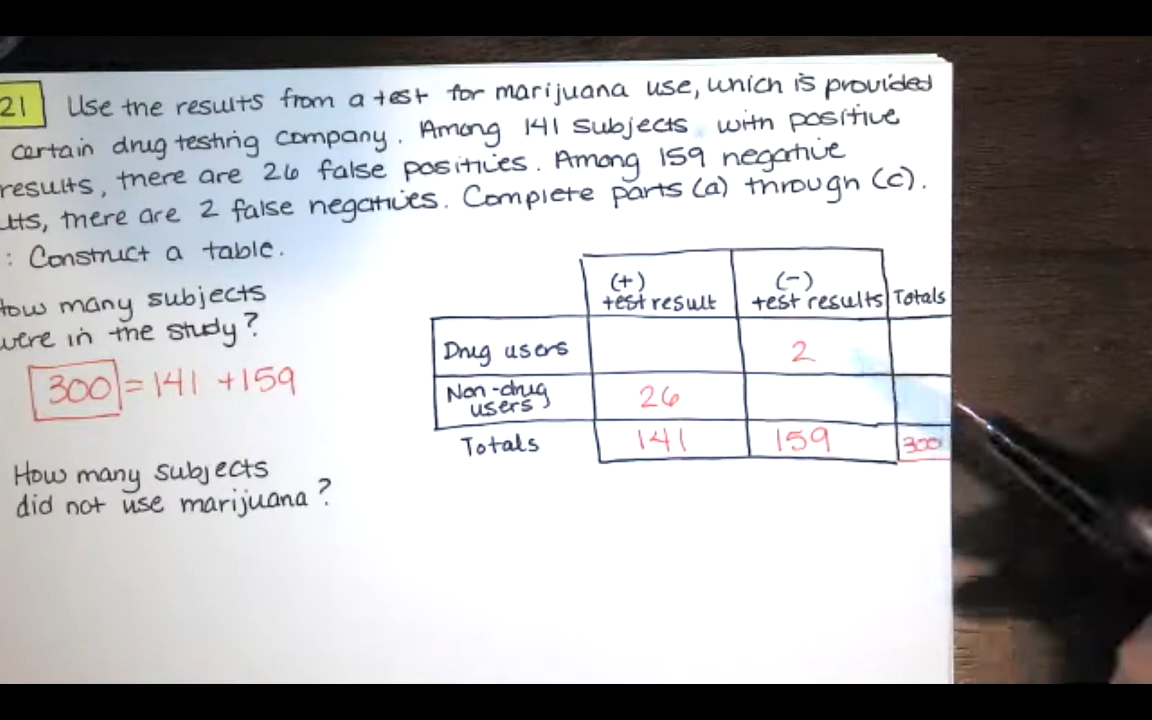 21 Use the results from a test for marijuana use, which is provided
certain drug testing company. Among 141 subjects with positive
results, there are 26 false positives. Among 159 negative
lts, there are 2 false negatives. Complete parts (a) through (c).
: Construct a table.
How many subjects
were in the study?
300 = 141 + 159
How many subjects
did not use marijuana?
(+) test result (-) test results Totals
Drug users 2
Non-drug users 26
Totals 141 159 300